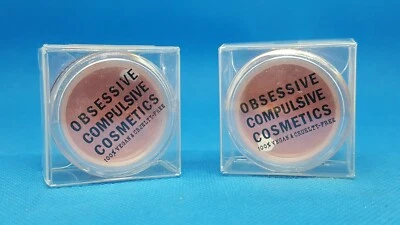 OBSESSIVE
COMPULSIVE
COSMETICS
100% VEGAN & CRUELTY-FREE
OBSESSIVE
COMPULSIVE
COSMETICS
100% VEGAN & CRUELTY-FREE